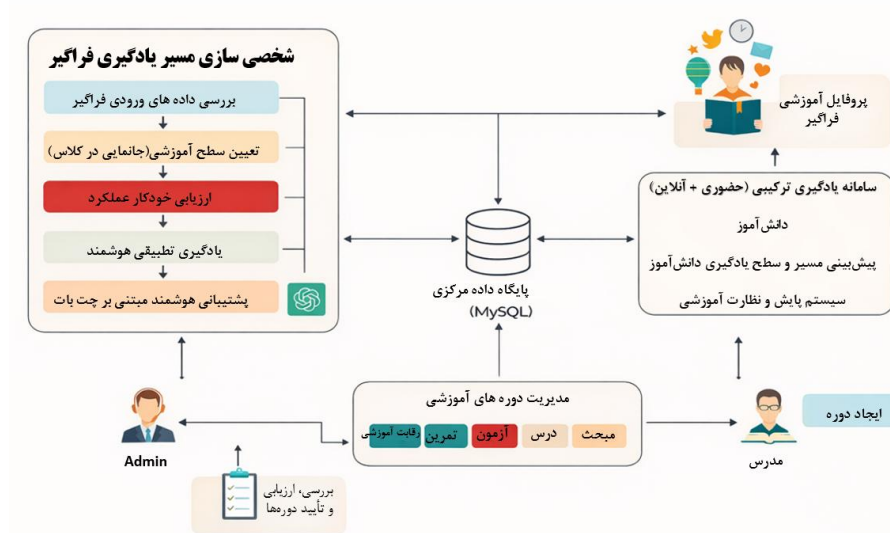 شخصی سازی مسیر یادگیری فراگیر
بررسی داده های ورودی فراگیر
تعیین سطح آموزشی(جانمایی در کلاس)
ارزیابی خودکار عملکرد
یادگیری تطبیقی هوشمند
پشتیبانی هوشمند مبتنی بر چت بات
پروفایل آموزشی
فراگیر
سامانه یادگیری ترکیبی (حضوری + آنلاین)
دانش‌آموز
پیش‌بینی مسیر و سطح یادگیری دانش‌آموز
سیستم پایش و نظارت آموزشی
پایگاه داده مرکزی
(MySQL)
مدیریت دوره های آموزشی
مبحث
درس
آزمون
تمرین
رقابت آموزشی
ایجاد دوره
مدرس
Admin
بررسی، ارزیابی
و تأیید دوره‌ها